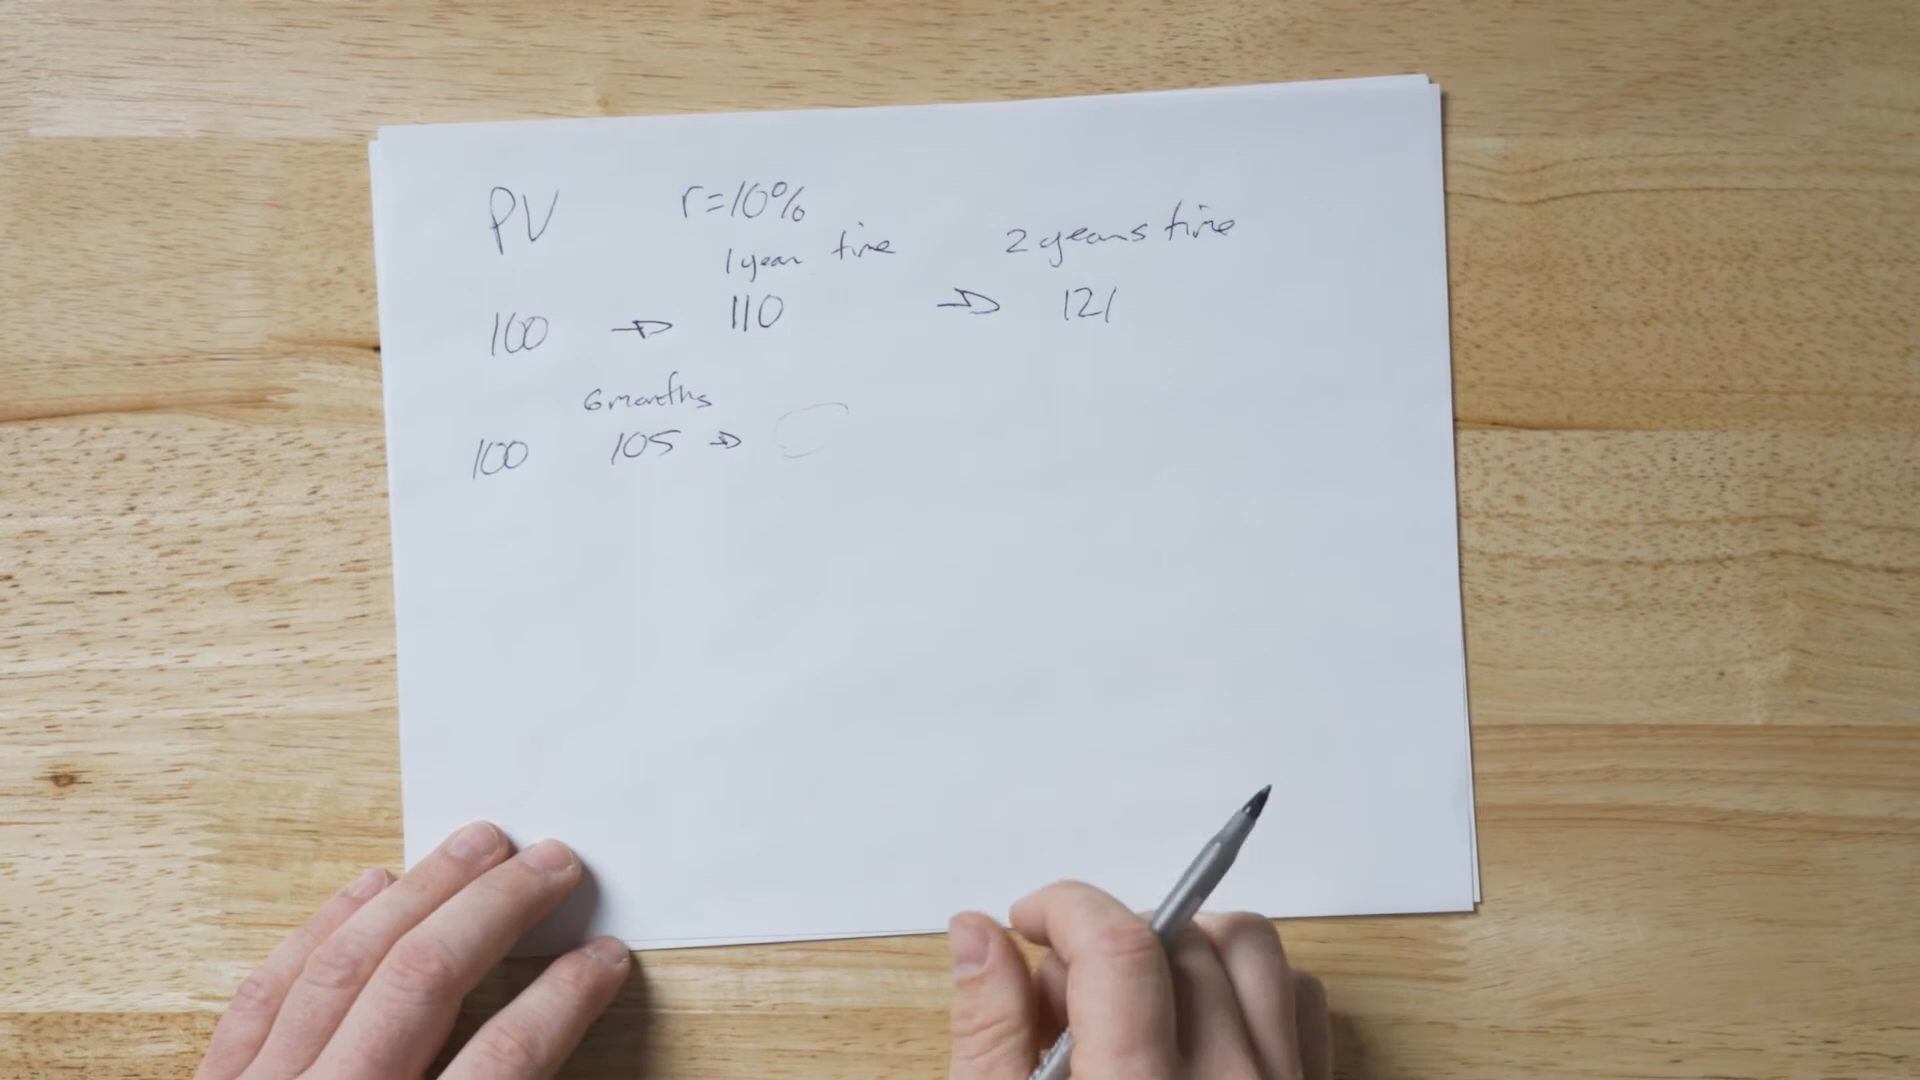 PV r=10%
1 year time 2 years time
100 → 110 → 121
6 months
100 105 →